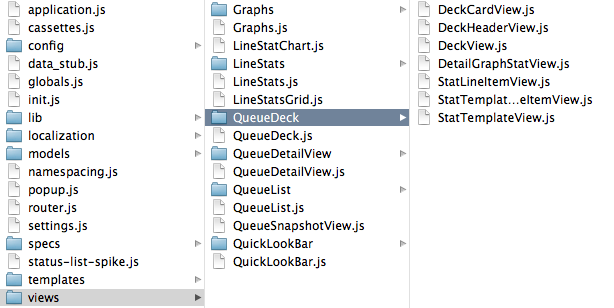 application.js
cassettes.js
config
data_stub.js
globals.js
init.js
lib
localization
models
namespacing.js
popup.js
router.js
settings.js
specs
status-list-spike.js
templates
views
Graphs
Graphs.js
LineStatChart.js
LineStats
LineStats.js
LineStatsGrid.js
QueueDeck
QueueDeck.js
QueueDetailView
QueueDetailView.js
QueueList
QueueList.js
QueueSnapshotView.js
QuickLookBar
QuickLookBar.js
DeckCardView.js
DeckHeaderView.js
DeckView.js
DetailGraphStatView.js
StatLineItemView.js
StatTemplat...eItemView.js
StatTemplateView.js